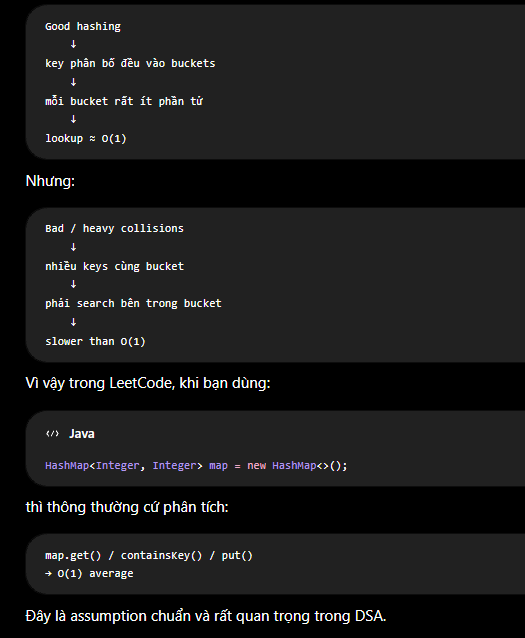 Good hashing
↓
key phân bố đều vào buckets
↓
mỗi bucket rất ít phần tử
↓
lookup ≈ O(1)
Nhưng:
Bad / heavy collisions
↓
nhiều keys cùng bucket
↓
phải search bên trong bucket
↓
slower than O(1)
Vì vậy trong LeetCode, khi bạn dùng:
</> Java
HashMap<Integer, Integer> map = new HashMap<>();
thì thông thường cứ phân tích:
map.get() / containsKey() / put()
→ O(1) average
Đây là assumption chuẩn và rất quan trọng trong DSA.